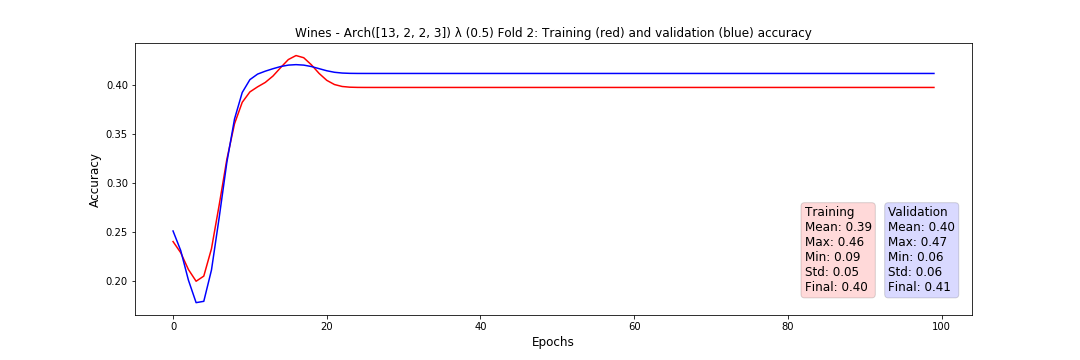 Wines - Arch([13, 2, 2, 3]) λ (0.5) Fold 2: Training (red) and validation (blue) accuracy
Accuracy
0.40
0.35
0.30
0.25
0.20
Training
Mean: 0.39
Max: 0.46
Min: 0.09
Std: 0.05
Final: 0.40
Validation
Mean: 0.40
Max: 0.47
Min: 0.06
Std: 0.06
Final: 0.41
0 20 40 60 80 100
Epochs